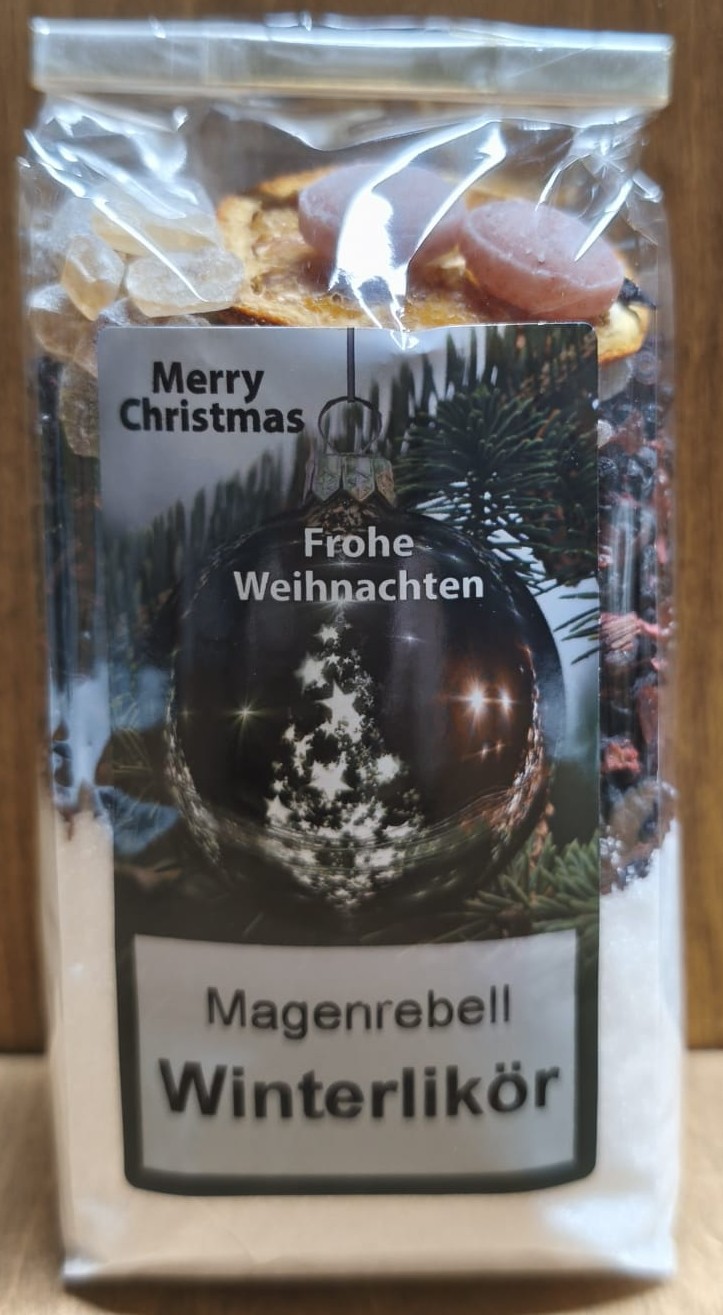 Merry
Christmas
Frohe
Weihnachten
Magenrebell
Winterlikör